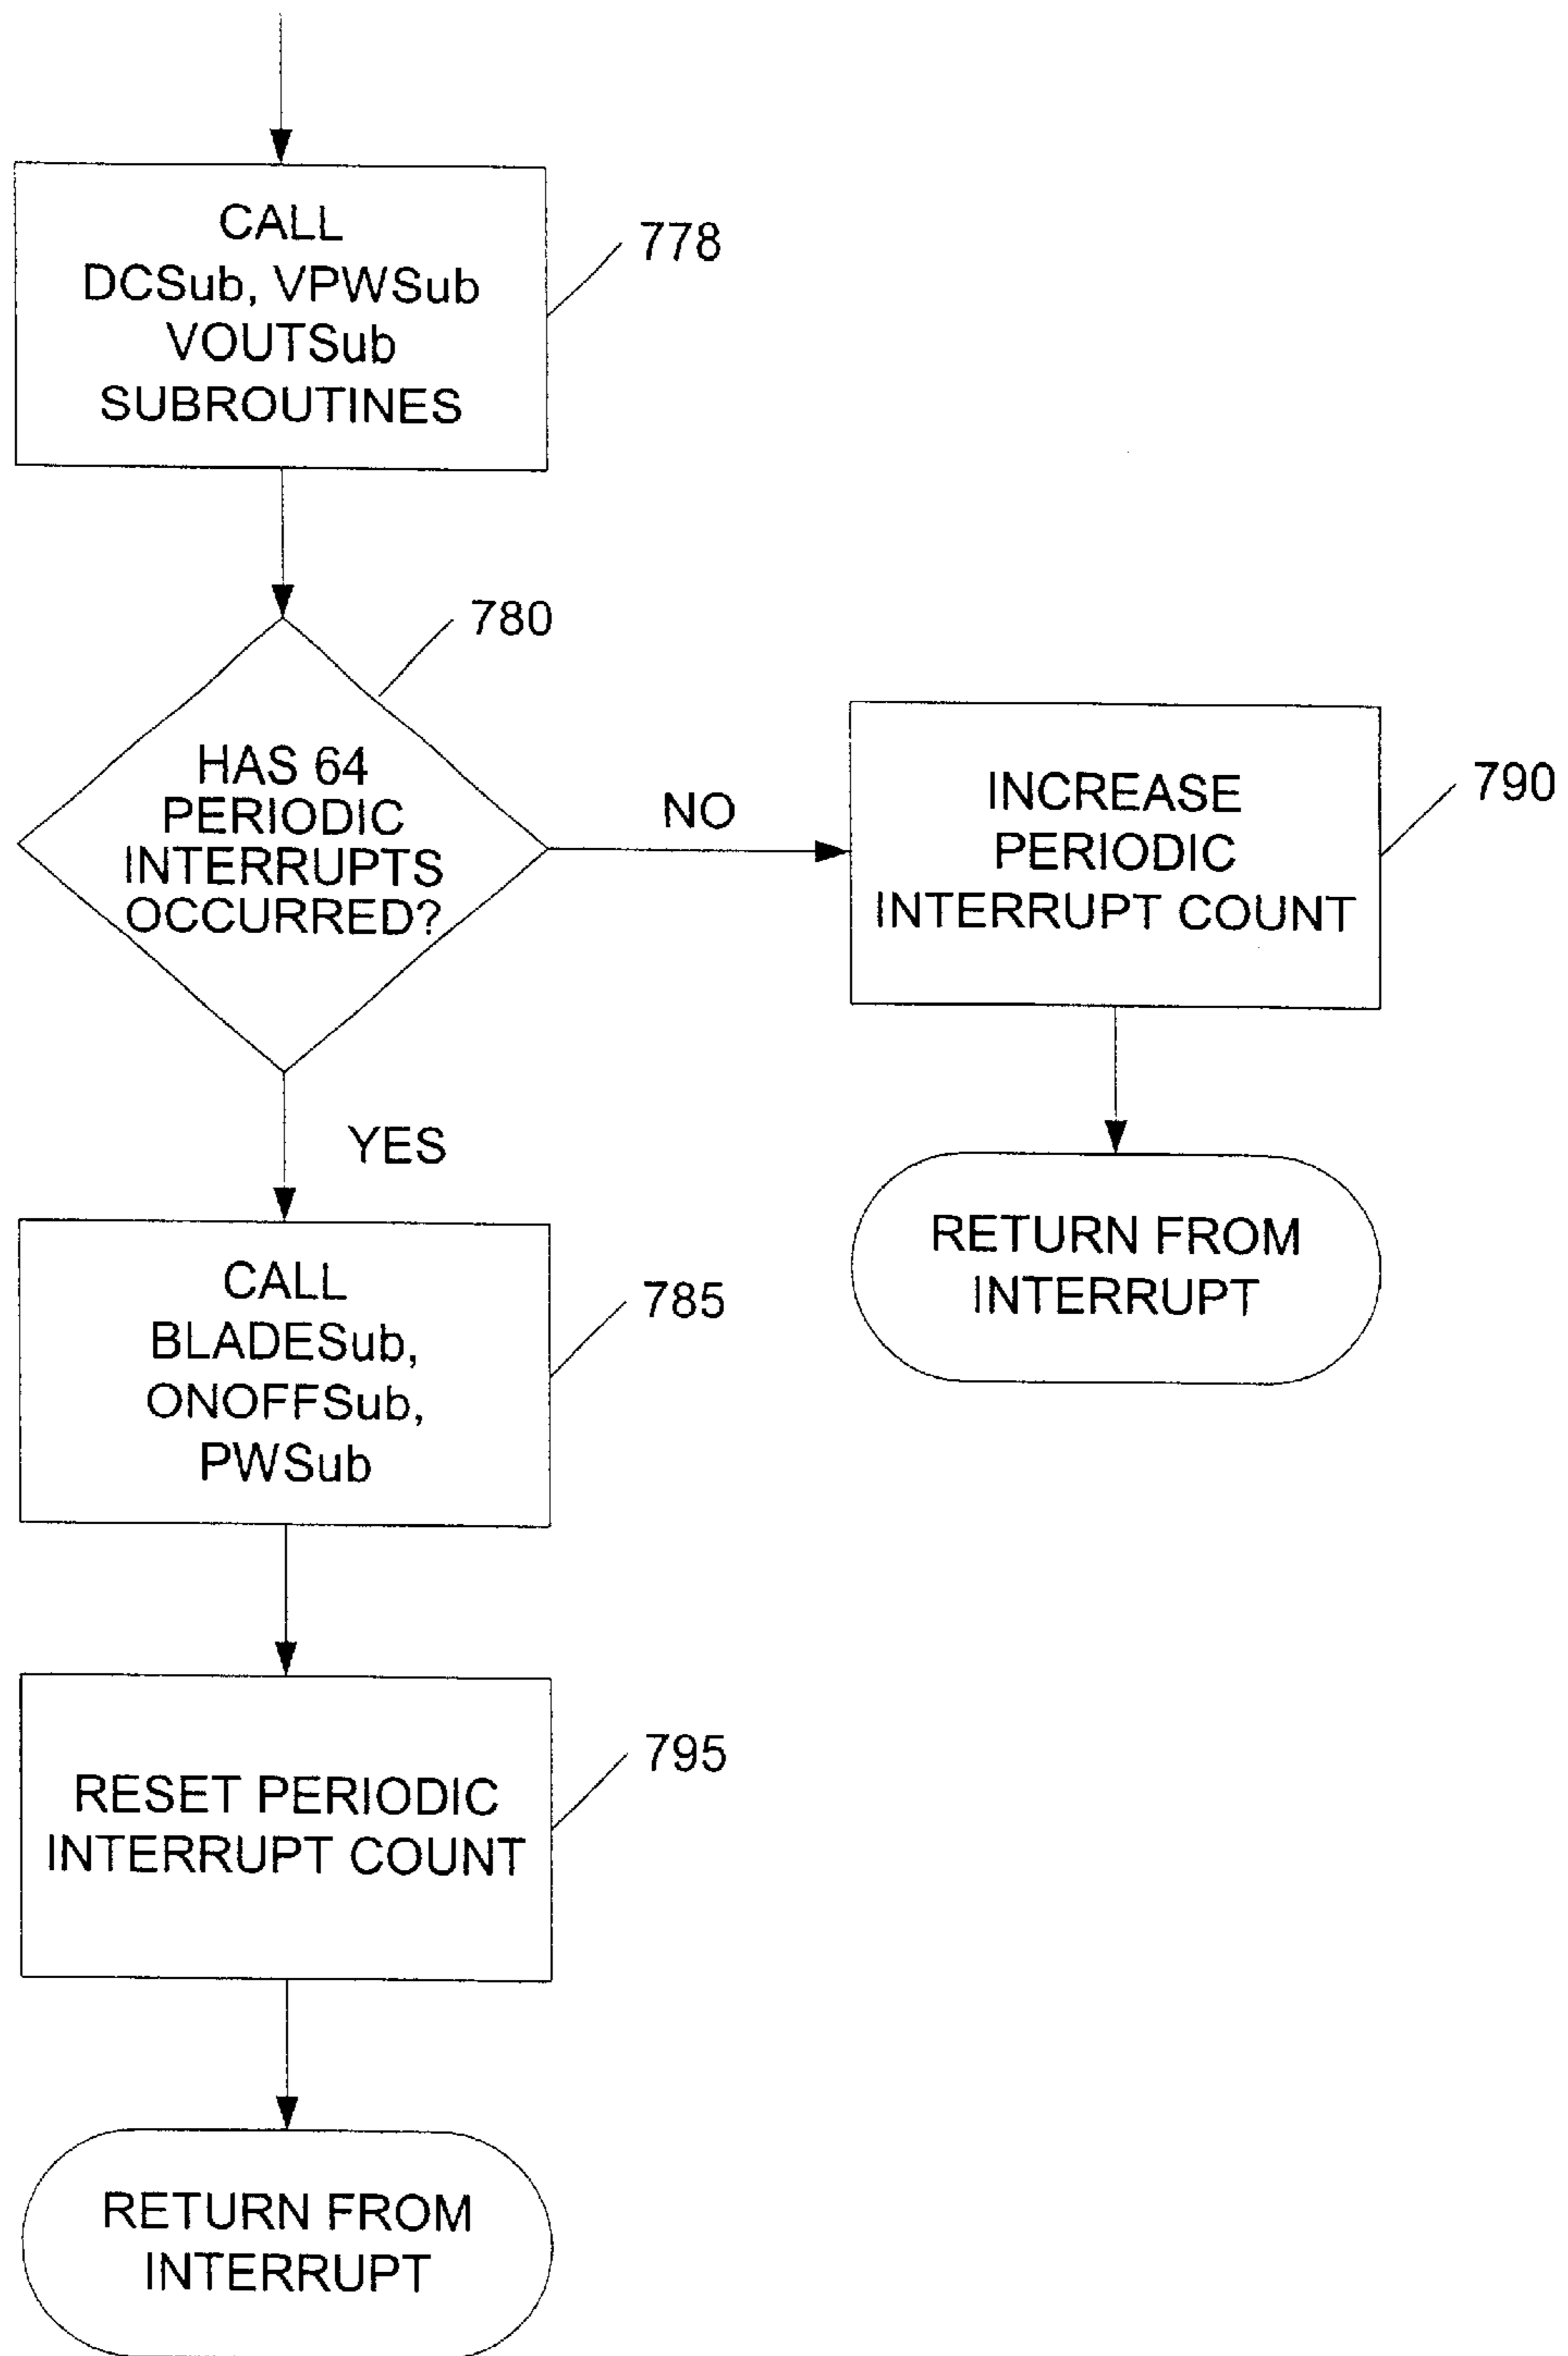 CALL
DCSub, VPWSub
VOUTSub
SUBROUTINES
778
780
HAS 64
PERIODIC
INTERRUPTS
OCCURRED?
NO
INCREASE
PERIODIC
INTERRUPT COUNT
790
YES
RETURN FROM
INTERRUPT
CALL
BLADESub,
ONOFFSub,
PWSub
785
RESET PERIODIC
INTERRUPT COUNT
795
RETURN FROM
INTERRUPT